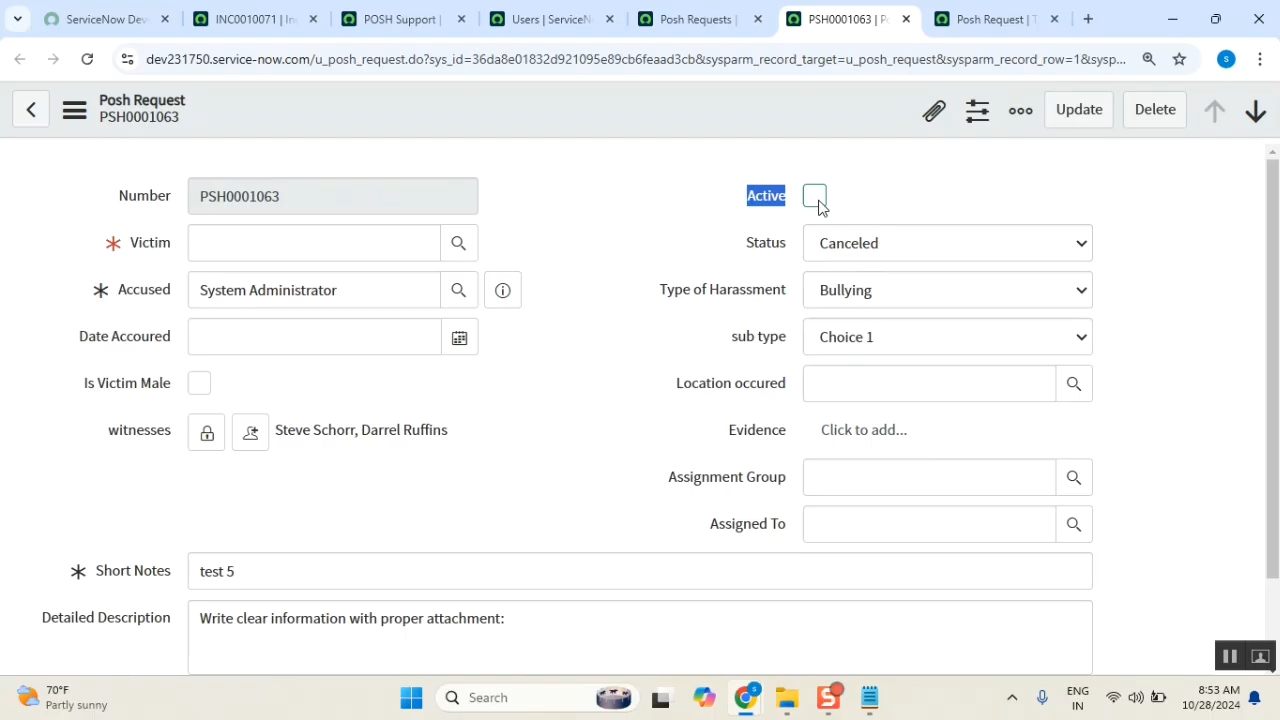 ServiceNow Dev
INC0010071 | In
POSH Support |
Users | ServiceN
Posh Requests |
PSH0001063 | P
Posh Request | T
dev231750.service-now.com/u_posh_request.do?sys_id=36da8e01832d921095e89cb6feaad3cb&sysparm_record_target=u_posh_request&sysparm_record_row=1&sysp...
S
Posh Request
PSH0001063
Update
Delete
Number
PSH0001063
Active
Victim
Status
Canceled
Accused
System Administrator
Type of Harassment
Bullying
Date Accoured
sub type
Choice 1
Is Victim Male
Location occured
witnesses
Steve Schorr, Darrel Ruffins
Evidence
Click to add...
Assignment Group
Assigned To
Short Notes
test 5
Detailed Description
Write clear information with proper attachment:
70°F
Partly sunny
Search
ENG
IN
8:53 AM
10/28/2024